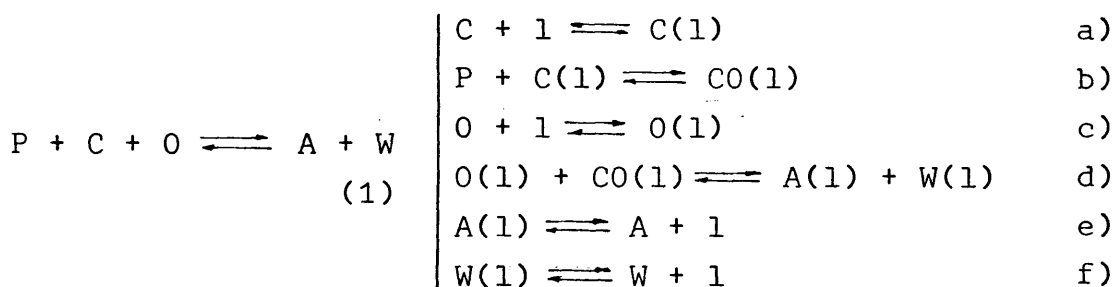 C + l ⇌ C(l) a)
P + C(l) ⇌ CO(l) b)
O + l ⇌ O(l) c)
P + C + O ⇌ A + W
(1)
O(l) + CO(l) ⇌ A(l) + W(l) d)
A(l) ⇌ A + l e)
W(l) ⇌ W + l f)